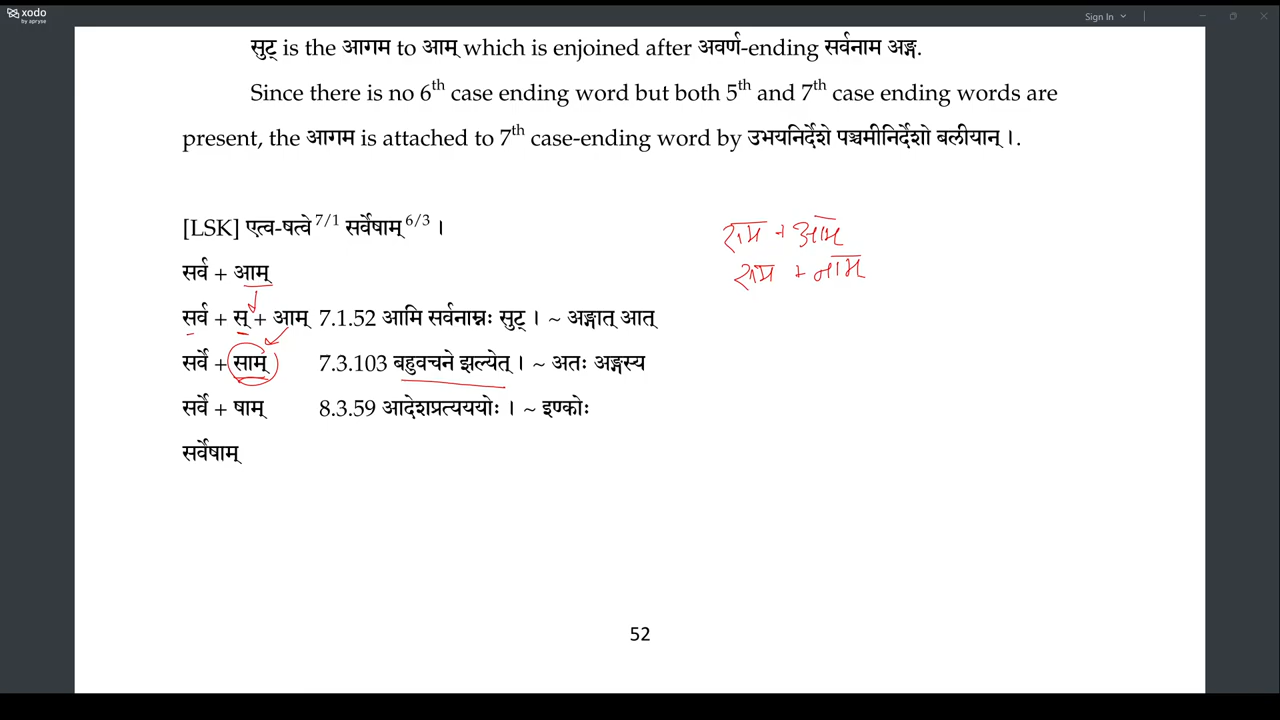 xodo
by apryse
Sign In
सुट् is the आगम to आम् which is enjoined after अवर्ण-ending सर्वनाम अङ्ग.
Since there is no 6th case ending word but both 5th and 7th case ending words are
present, the आगम is attached to 7th case-ending word by उभयनिर्देशे पञ्चमीनिर्देशो बलीयान् ।.
[LSK] एत्व-षत्वे 7/1 सर्वेषाम् 6/3 ।
सर्व + आम्
सर्व + स् + आम् 7.1.52 आमि सर्वनाम्नः सुट् । ~ अङ्गात् आत्
सर्वे + साम् 7.3.103 बहुवचने झल्येत् । ~ अतः अङ्गस्य
सर्वे + षाम् 8.3.59 आदेशप्रत्यययोः । ~ इण्कोः
सर्वेषाम्
राम + आम
राम + नाम
52